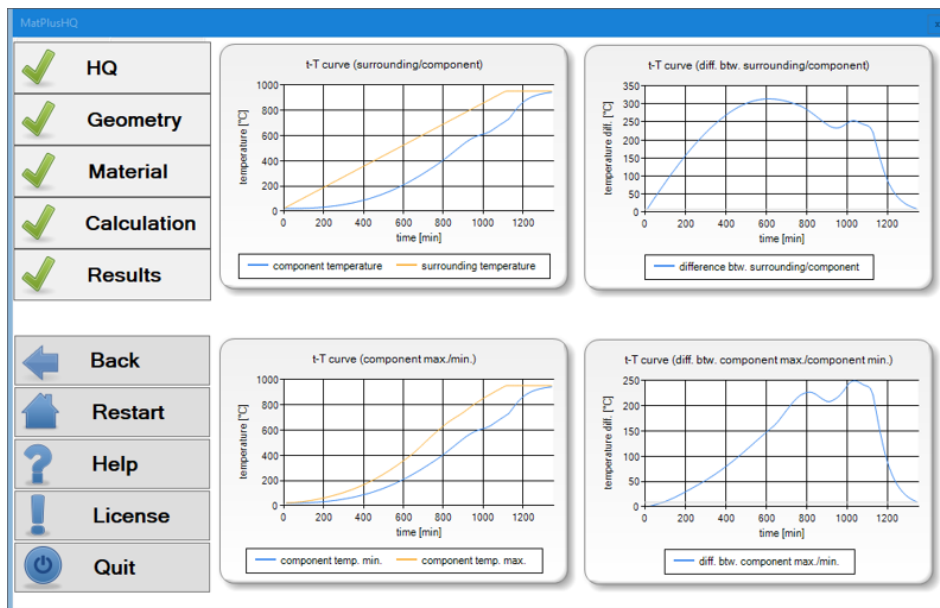 MatPlusHQ
HQ
Geometry
Material
Calculation
Results
Back
Restart
Help
License
Quit
t-T curve (surrounding/component)
temperature [°C]
1000
800
600
400
200
0
0 200 400 600 800 1000 1200
time [min]
component temperature surrounding temperature
t-T curve (diff. btw. surrounding/component)
temperature diff. [°C]
350
300
250
200
150
100
50
0
0 200 400 600 800 1000 1200
time [min]
difference btw. surrounding/component
t-T curve (component max./min.)
temperature [°C]
1000
800
600
400
200
0
0 200 400 600 800 1000 1200
time [min]
component temp. min. component temp. max.
t-T curve (diff. btw. component max./component min.)
temperature diff. [°C]
250
200
150
100
50
0
0 200 400 600 800 1000 1200
time [min]
diff. btw. component max./min.